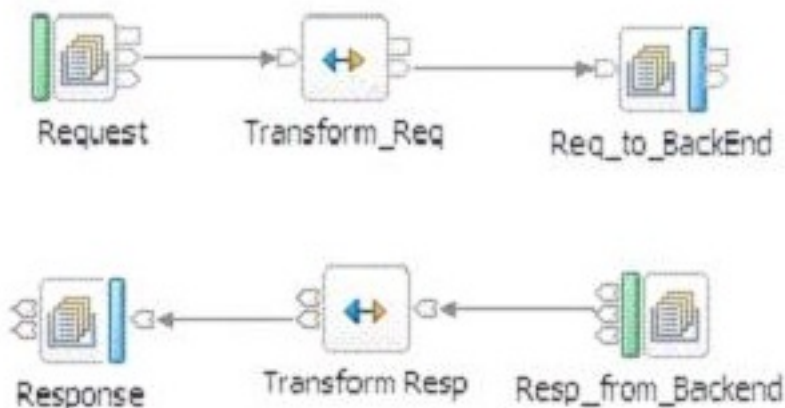 Request
Transform_Req
Req_to_BackEnd
Response
Transform Resp
Resp_from_Backend